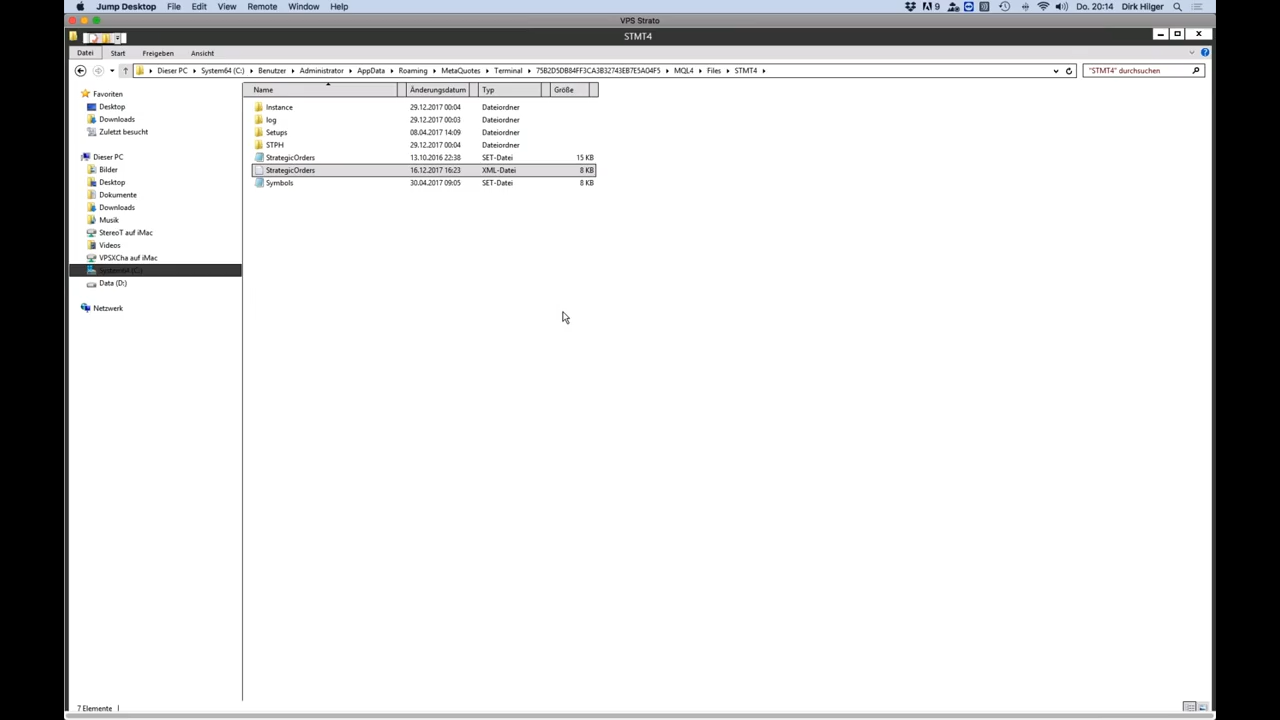 Jump Desktop File Edit View Remote Window Help 9 Do. 20:14 Dirk Hilger
VPS Strato
STMT4
Datei Start Freigeben Ansicht
Dieser PC System64 (C:) Benutzer Administrator AppData Roaming MetaQuotes Terminal 75B2D5DB84FF3CA3B32743EB7E5A04F5 MQL4 Files STMT4 "STMT4" durchsuchen
Name Änderungsdatum Typ Größe
Favoriten
Desktop
Downloads
Zuletzt besucht
Dieser PC
Bilder
Desktop
Dokumente
Downloads
Musik
StereoT auf iMac
Videos
VPSXCha auf iMac
System64 (C:)
Data (D:)
Netzwerk
Instance 29.12.2017 00:04 Dateiordner
log 29.12.2017 00:03 Dateiordner
Setups 08.04.2017 14:09 Dateiordner
STPH 29.12.2017 00:04 Dateiordner
StrategicOrders 13.10.2016 22:38 SET-Datei 15 KB
StrategicOrders 16.12.2017 16:23 XML-Datei 8 KB
Symbols 30.04.2017 09:05 SET-Datei 8 KB
7 Elemente